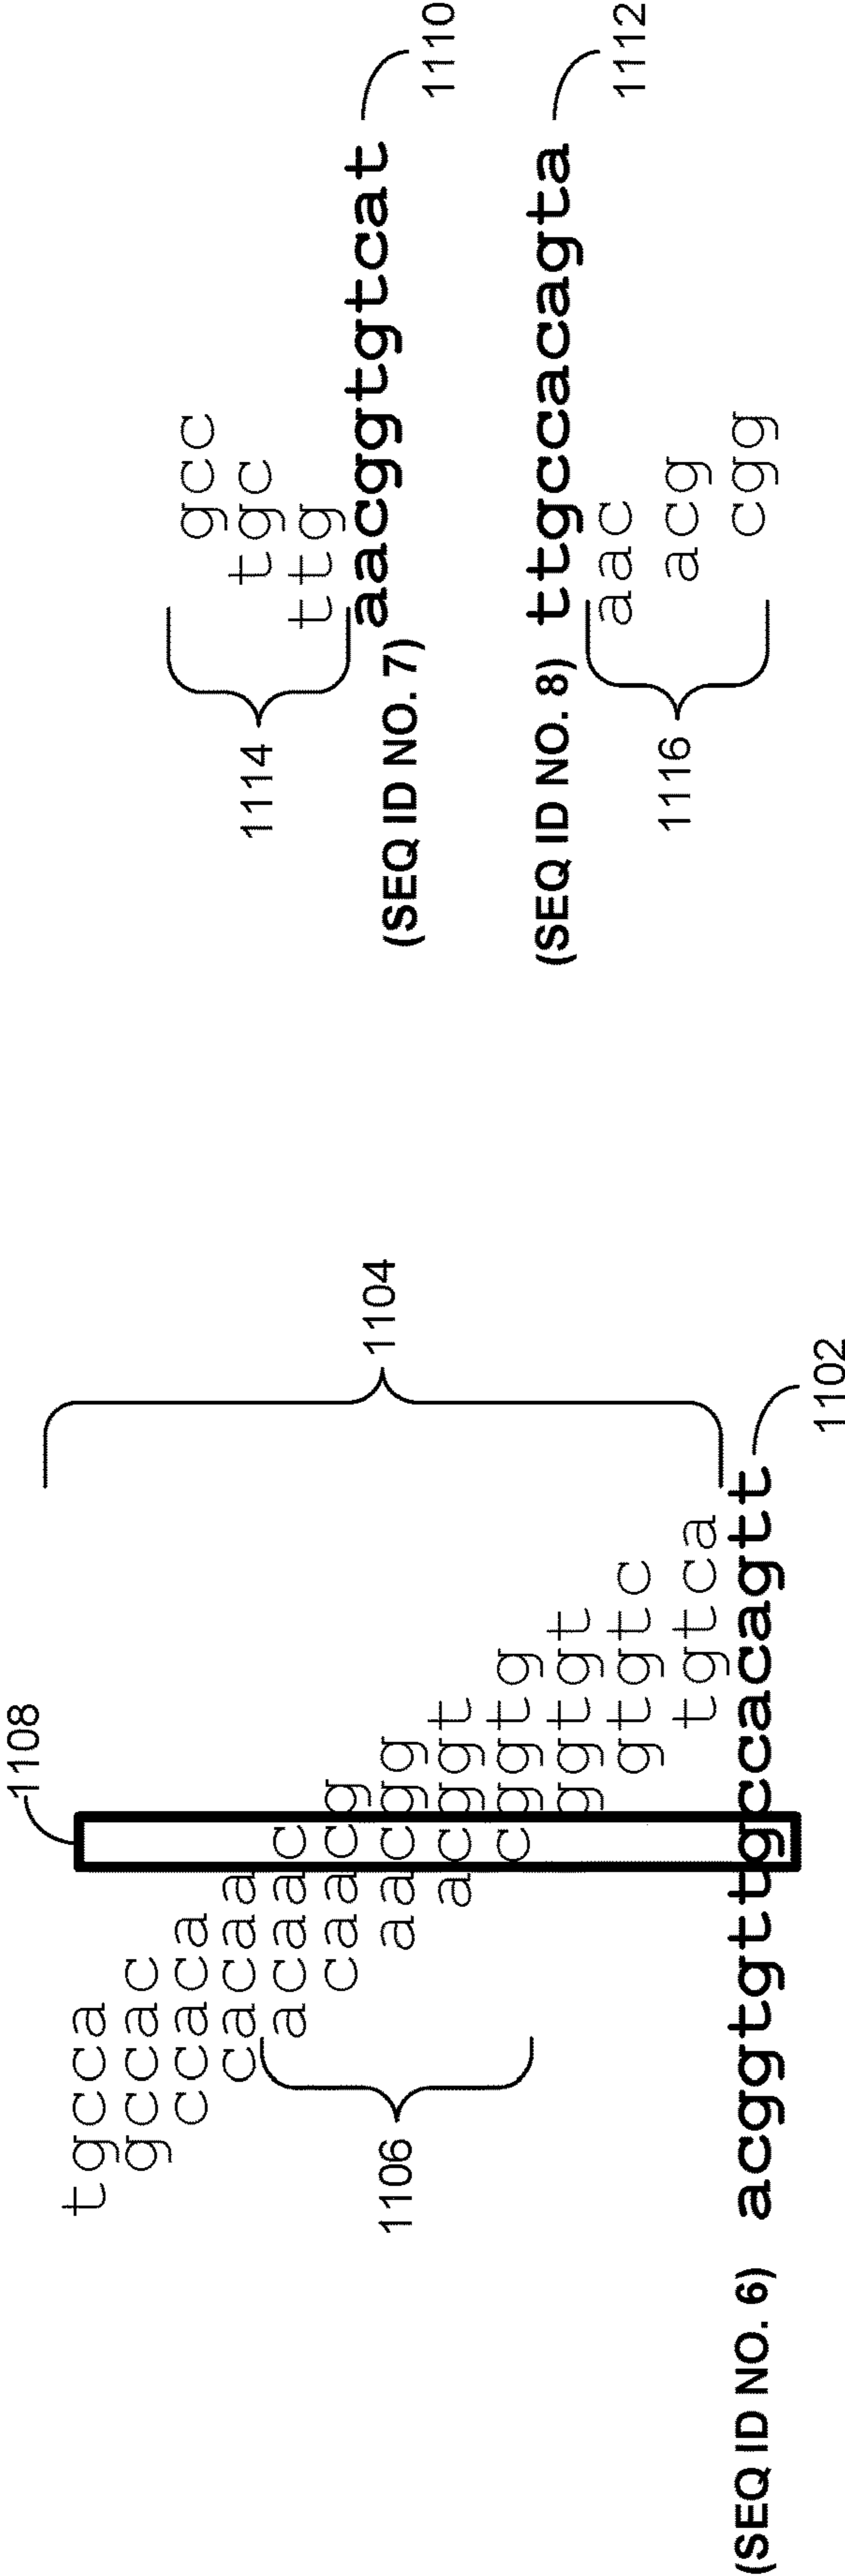 1108
tgcca
gccac
ccaca
cacaa
acaac
caacg
aacgg
acggt
cggtg
ggtgt
gtgtc
tgtca
1104
1106
(SEQ ID NO. 6) acggtgttgccacagtt
1102
gcc
tgc
ttg
1114
(SEQ ID NO. 7) aacggtgtcat
1110
(SEQ ID NO. 8) ttgccacagta
1112
aac
acg
cgg
1116